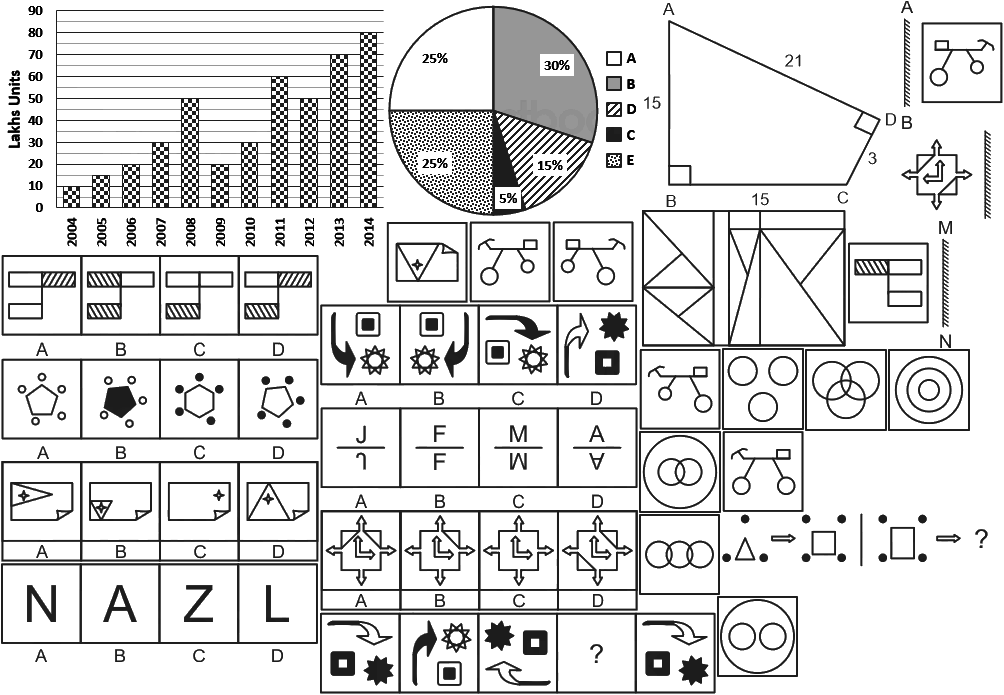 Lakhs Units
90
80
70
60
50
40
30
20
10
0
2004 2005 2006 2007 2008 2009 2010 2011 2012 2013 2014
25%
30%
15%
5%
25%
A
B
D
C
E
A
21
15
D
3
B
15
C
A
B
M
N
A B C D
A B C D
A B C D
N A Z L
A B C D
A B C D
J F M A
F
A B C D
A B C D
?
?